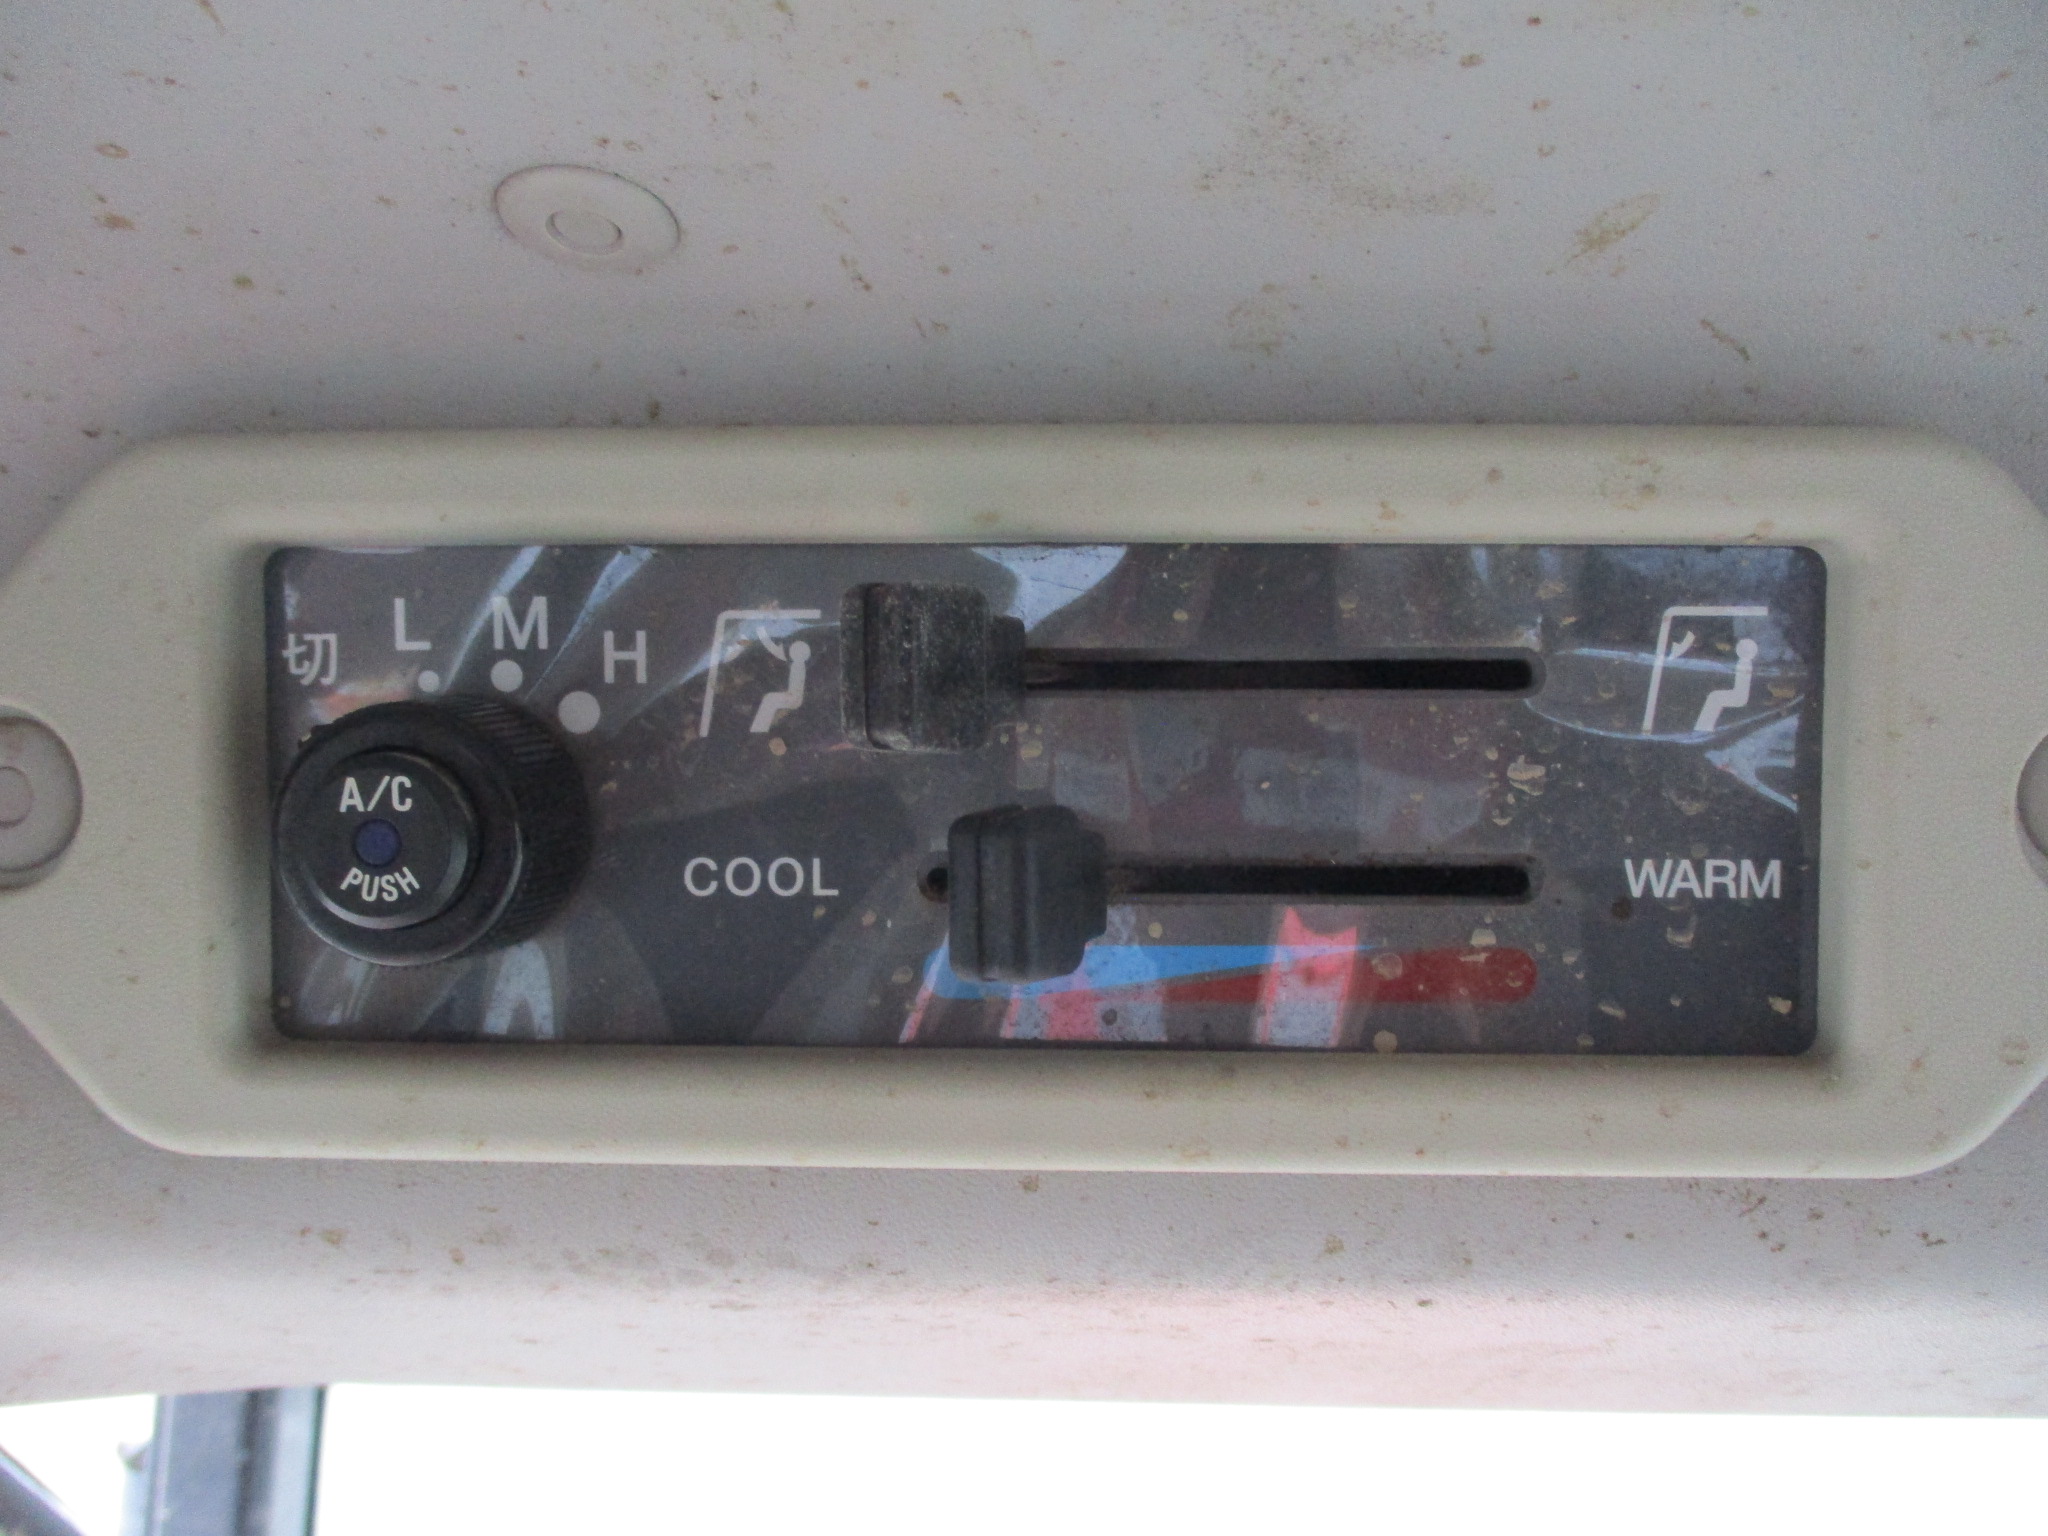 切 L M H
A/C
PUSH
COOL WARM